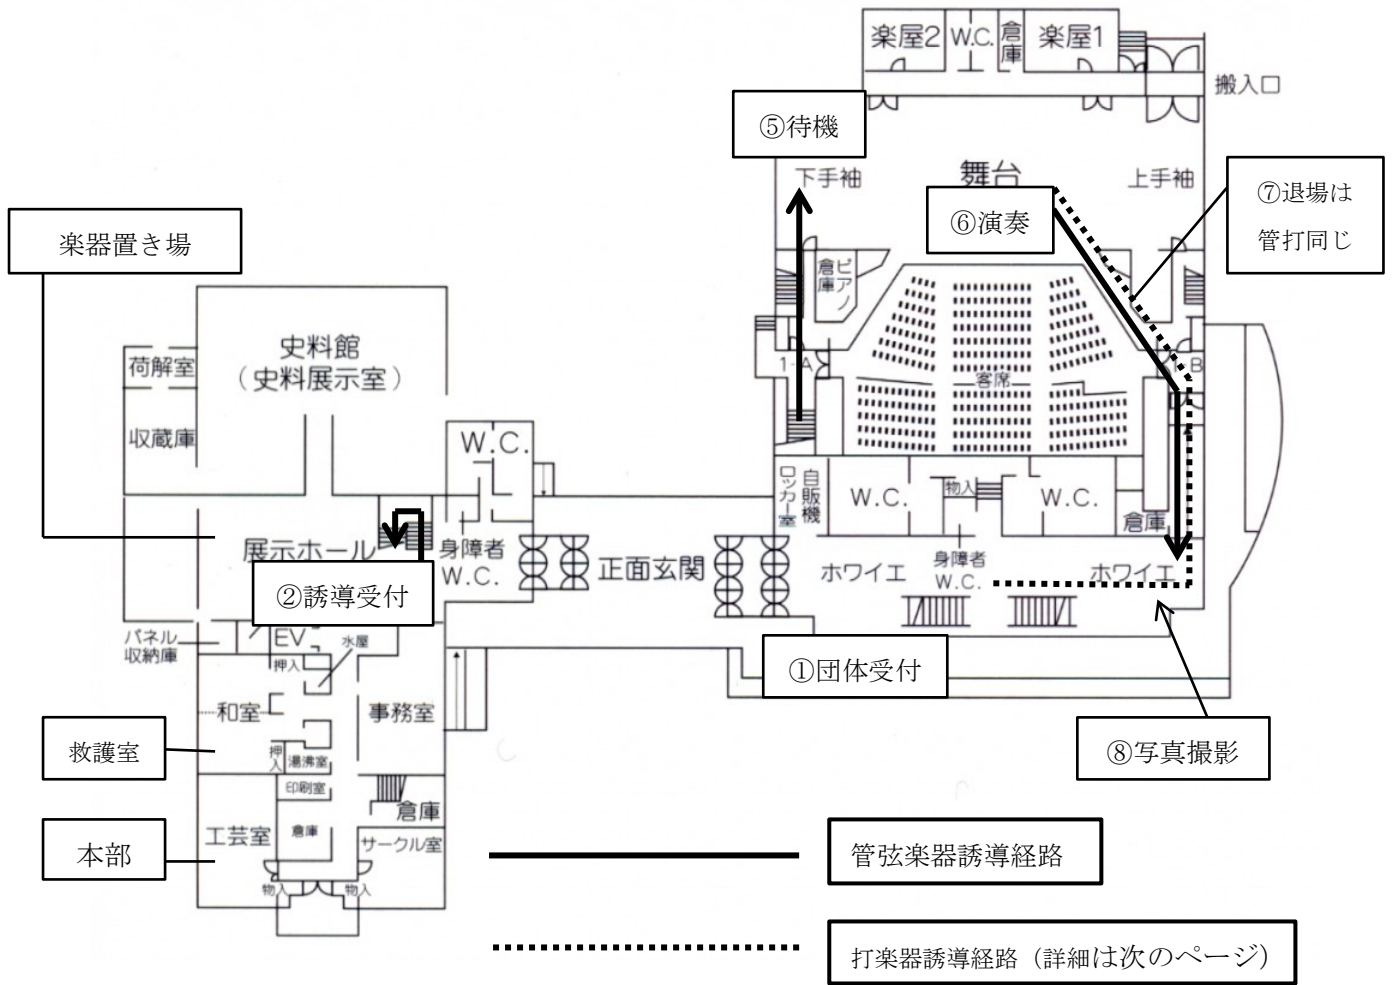 楽屋2
W.C.
倉庫
楽屋1
搬入口
⑤待機
下手袖
舞台
上手袖
⑥演奏
⑦退場は
管打同じ
楽器置き場
ピアノ
倉庫
史料館
(史料展示室)
荷解室
収蔵庫
1-A
客席
B
W.C.
自販機
ロッカー室
W.C.
物入
W.C.
倉庫
展示ホール
身障者
W.C.
正面玄関
ホワイエ
身障者
W.C.
ホワイエ
②誘導受付
パネル
収納庫
EV
水屋
押入
①団体受付
和室
事務室
救護室
押入
湯沸室
⑧写真撮影
印刷室
倉庫
工芸室
倉庫
サークル室
本部
物入
物入
管弦楽器誘導経路
打楽器誘導経路(詳細は次のページ)